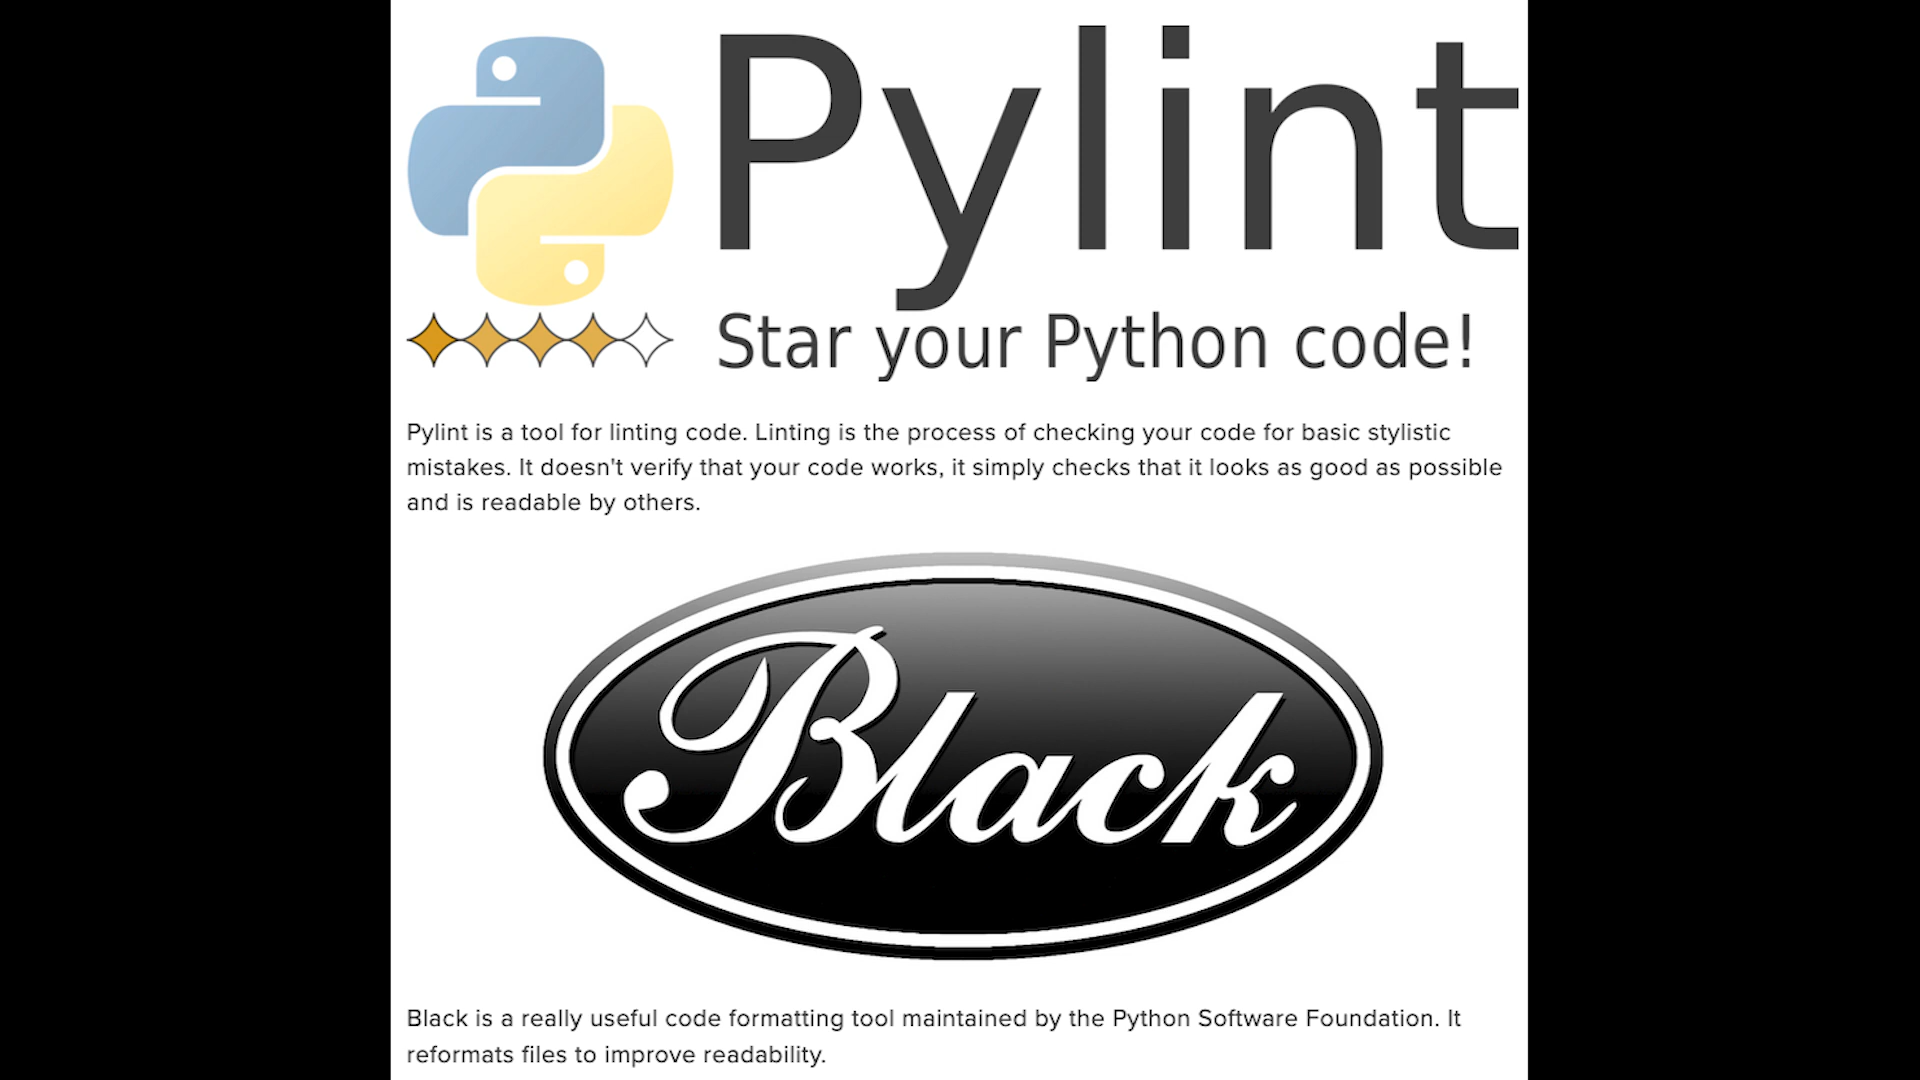 Pylint
Star your Python code!
Pylint is a tool for linting code. Linting is the process of checking your code for basic stylistic
mistakes. It doesn't verify that your code works, it simply checks that it looks as good as possible
and is readable by others.
Black
Black is a really useful code formatting tool maintained by the Python Software Foundation. It
reformats files to improve readability.